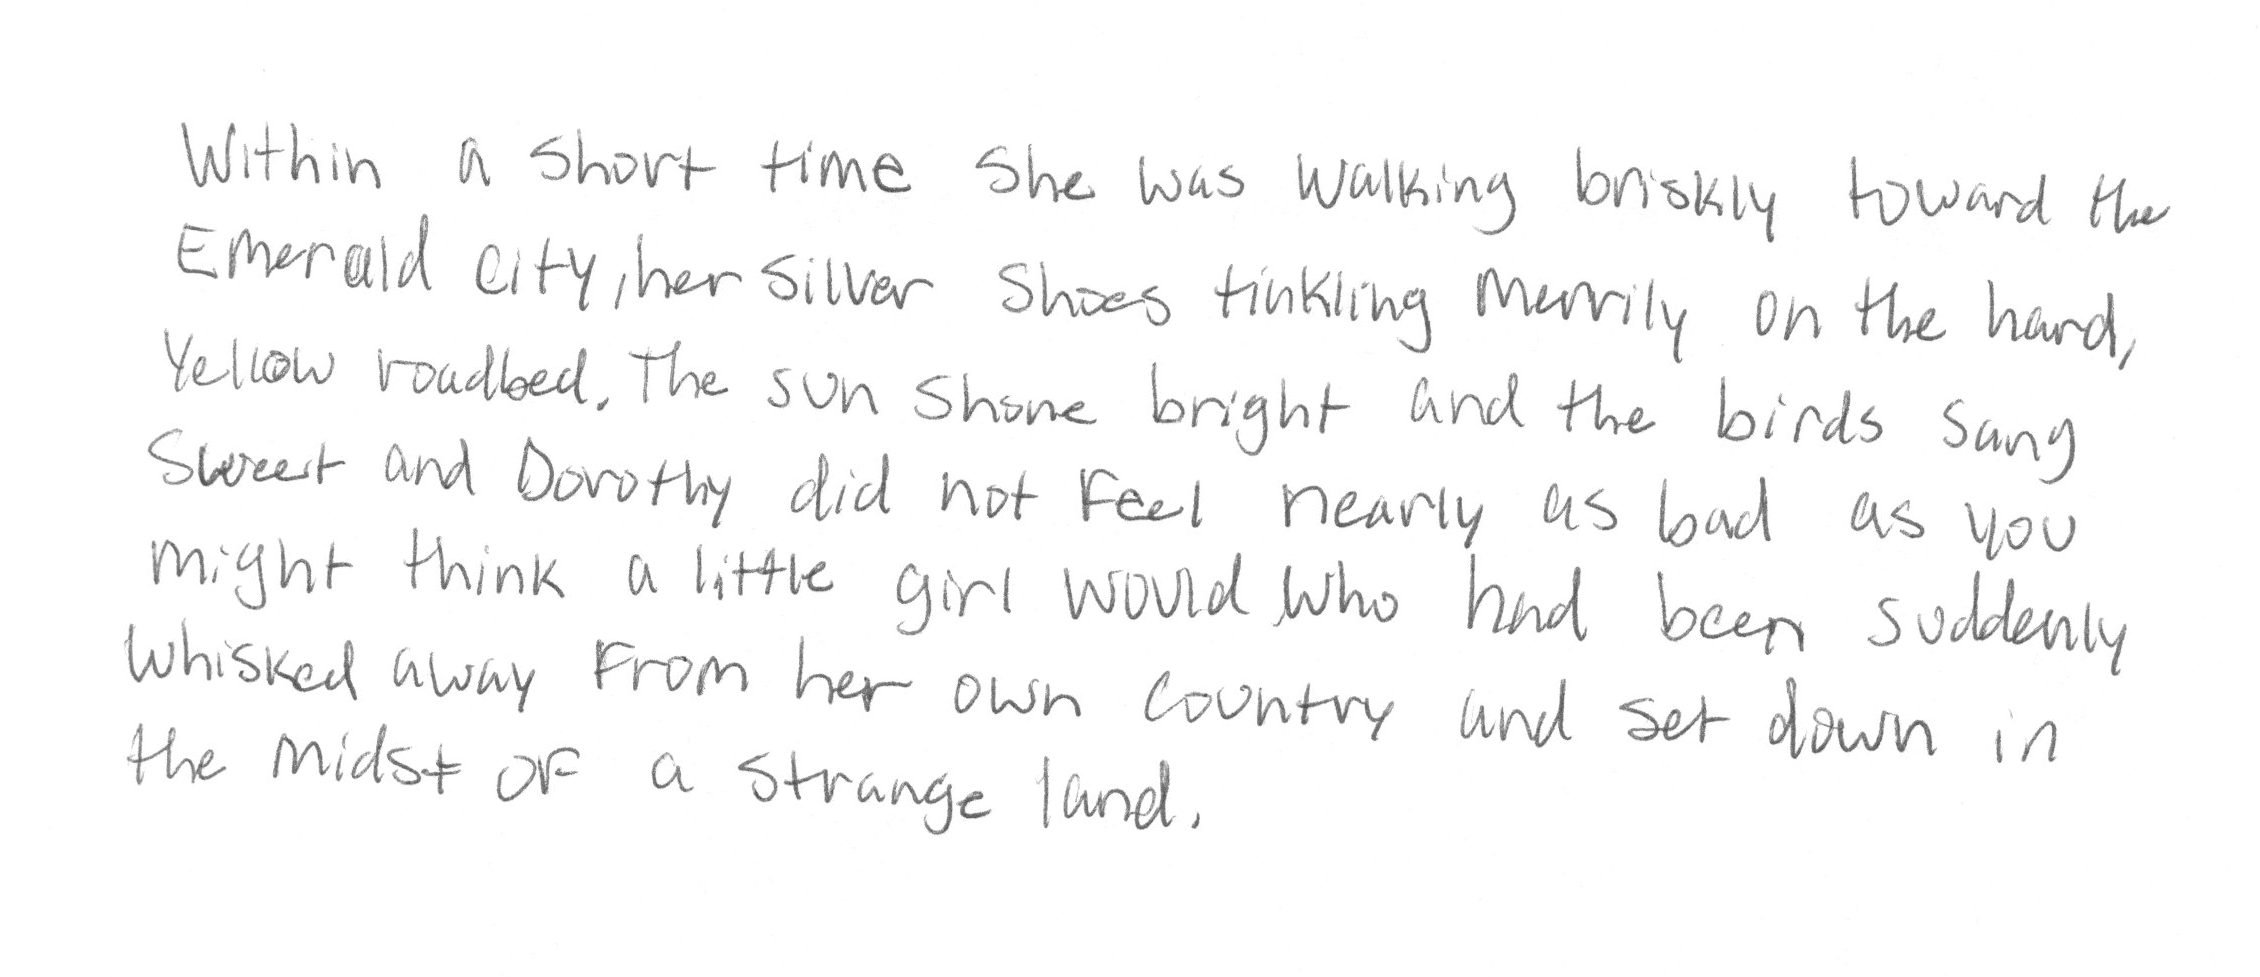 Within a short time she was walking briskly toward the
Emerald City, her silver shoes tinkling merrily on the hard,
yellow roadbed. The sun shone bright and the birds sang
sweet and Dorothy did not feel nearly as bad as you
might think a little girl would who had been suddenly
whisked away from her own country and set down in
the midst of a strange land.